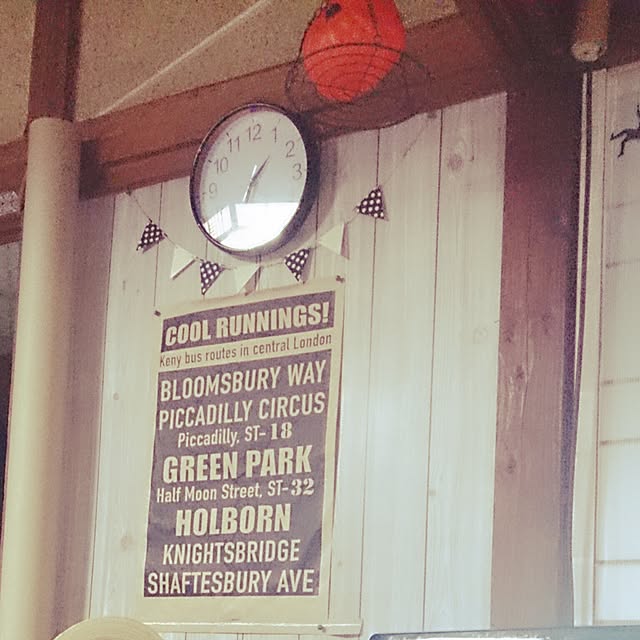 12
11
1
10
2
9
3
COOL RUNNINGS!
Keny bus routes in central London
BLOOMSBURY WAY
PICCADILLY CIRCUS
Piccadilly, ST-18
GREEN PARK
Half Moon Street, ST-32
HOLBORN
KNIGHTSBRIDGE
SHAFTESBURY AVE